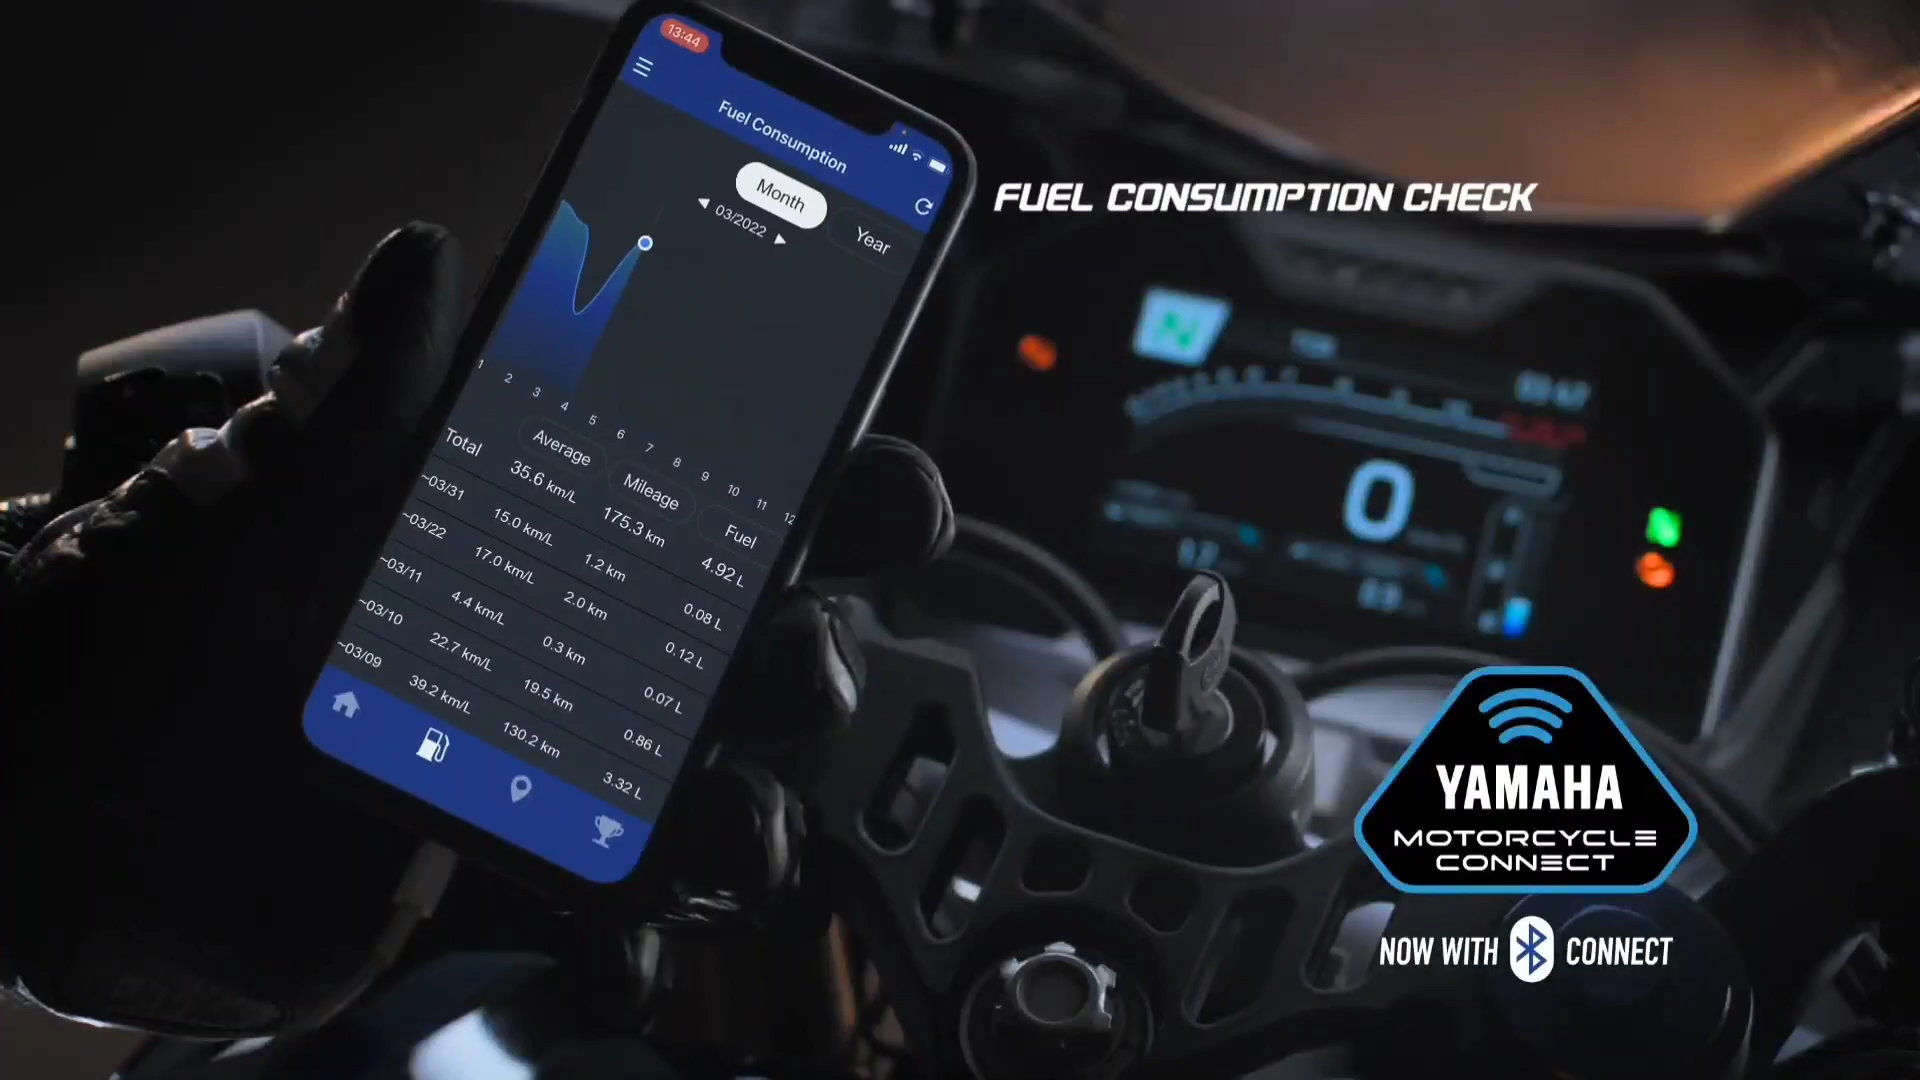 13:44
Fuel Consumption
Month
Year
03/2022
1 2 3 4 5 6 7 8 9 10 11 12
Average
Mileage
Fuel
Total 35.6 km/L 175.3 km 4.92 L
~03/31 15.0 km/L 1.2 km 0.08 L
~03/22 17.0 km/L 2.0 km 0.12 L
~03/11 4.4 km/L 0.3 km 0.07 L
~03/10 22.7 km/L 19.5 km 0.86 L
~03/09 39.2 km/L 130.2 km 3.32 L
FUEL CONSUMPTION CHECK
N
0
N
YAMAHA
MOTORCYCLE
CONNECT
NOW WITH CONNECT